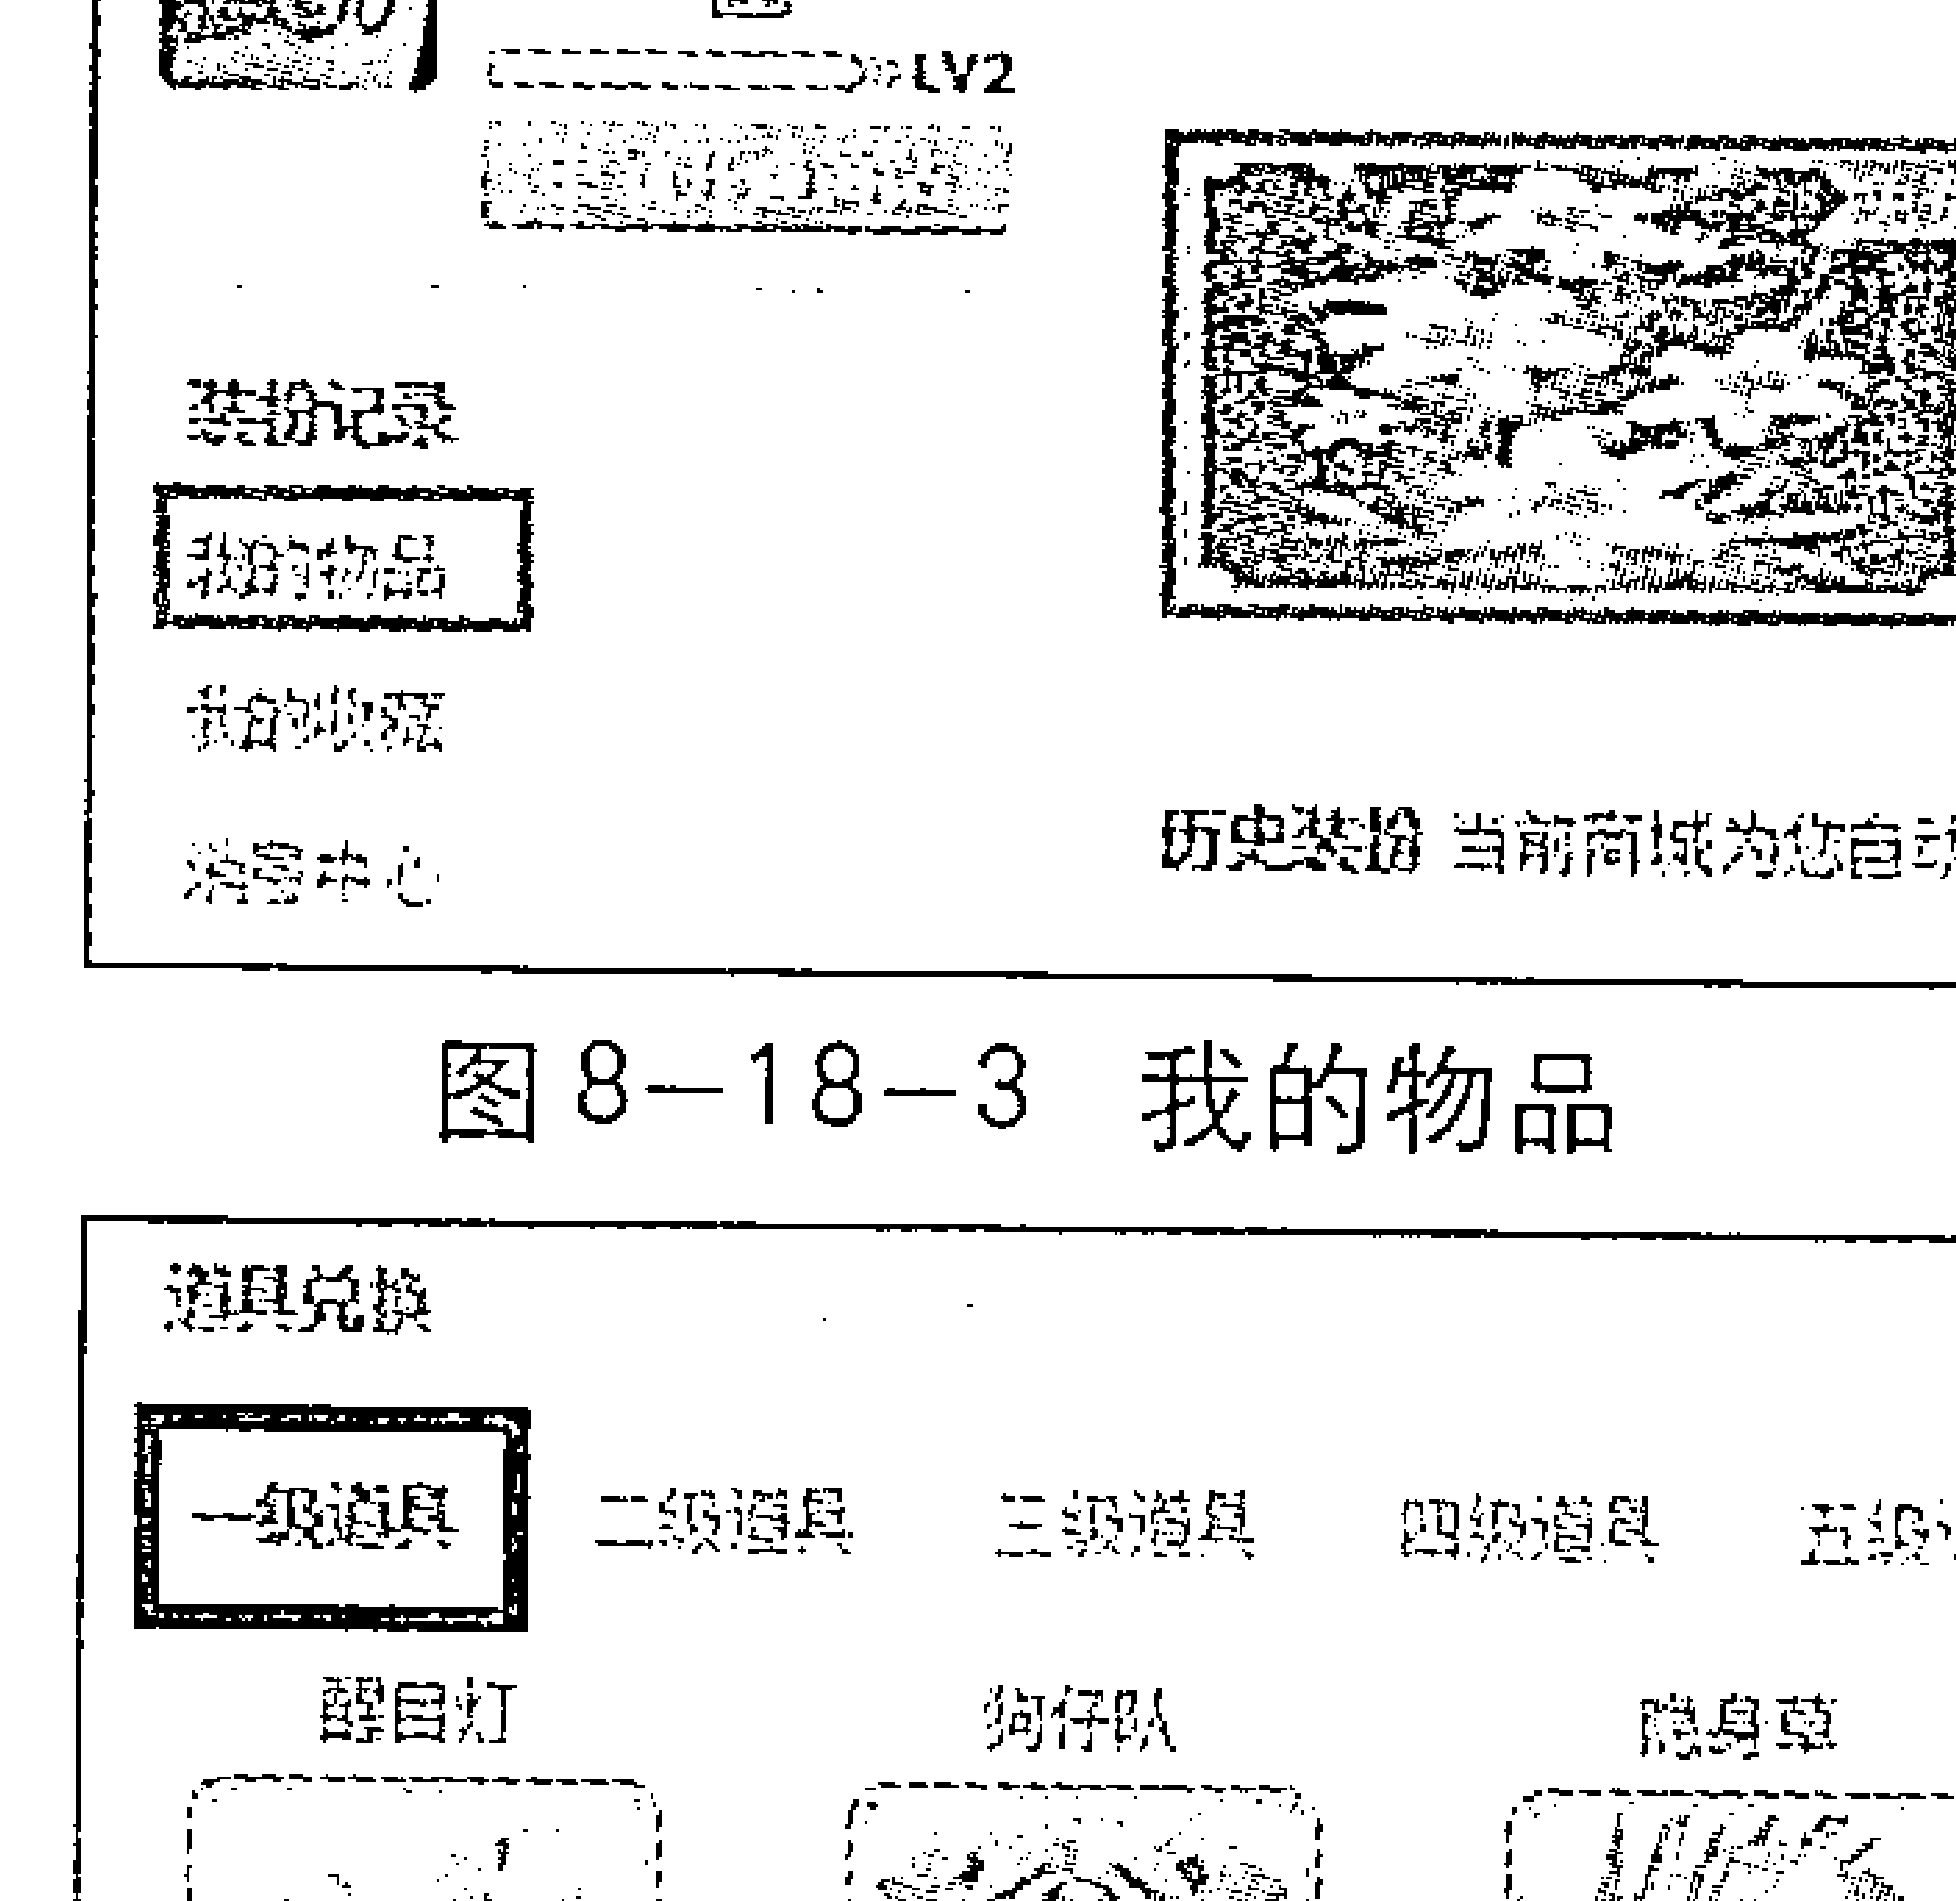 LV2
装扮记录
我的物品
我的收藏
消息中心
历史装扮 当前商城为您自动
图8-18-3 我的物品
道具兑换
一级道具 二级道具 三级道具 四级道具 五级
醒目灯 狗仔队 隐身草